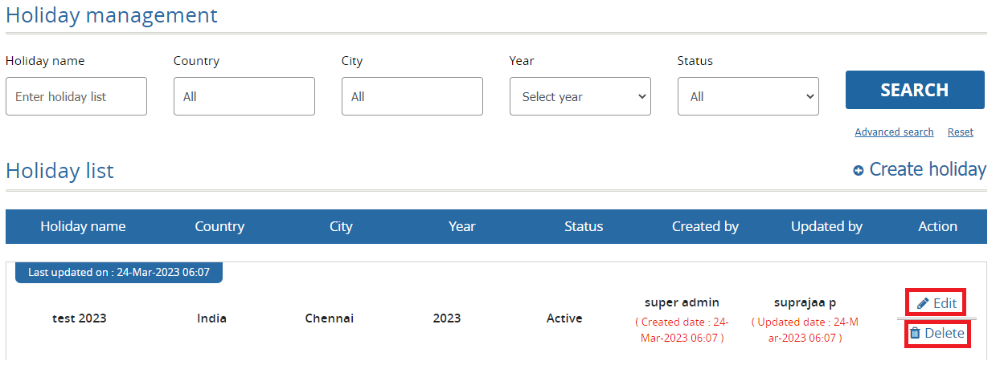 Holiday management
Holiday name Country City Year Status
Enter holiday list All All Select year All SEARCH
Advanced search Reset
Holiday list Create holiday
Holiday name Country City Year Status Created by Updated by Action
Last updated on : 24-Mar-2023 06:07
test 2023 India Chennai 2023 Active super admin suprajaa p Edit
( Created date : 24- ( Updated date : 24-M
Mar-2023 06:07 ) ar-2023 06:07 ) Delete